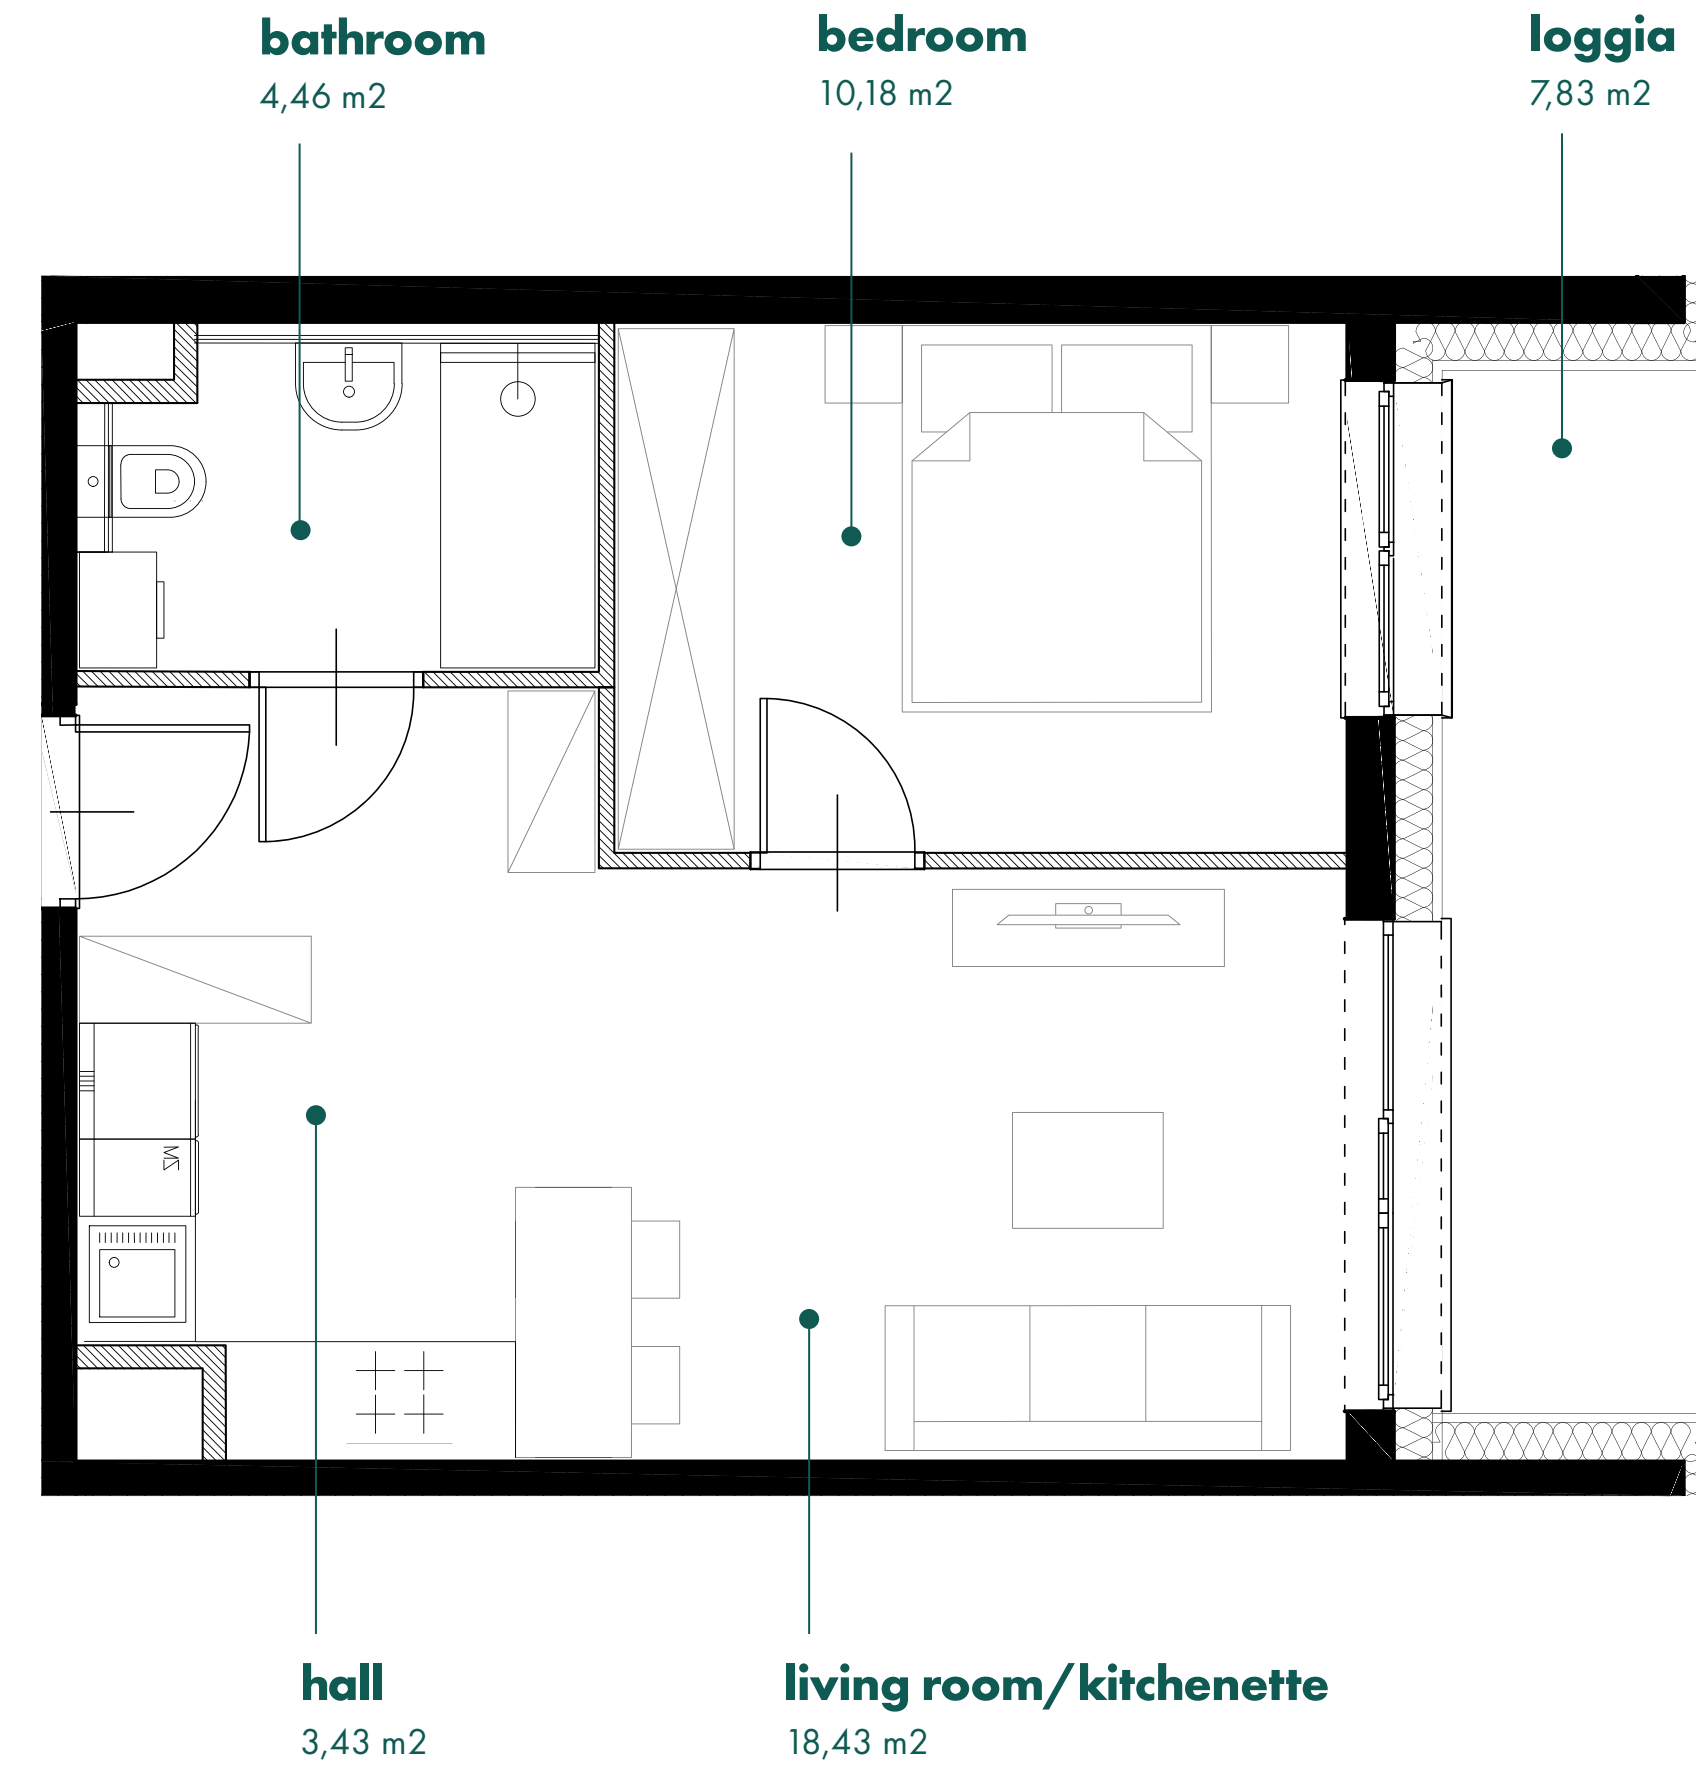 bathroom
4,46 m2
bedroom
10,18 m2
loggia
7,83 m2
MZ
hall
3,43 m2
living room/kitchenette
18,43 m2